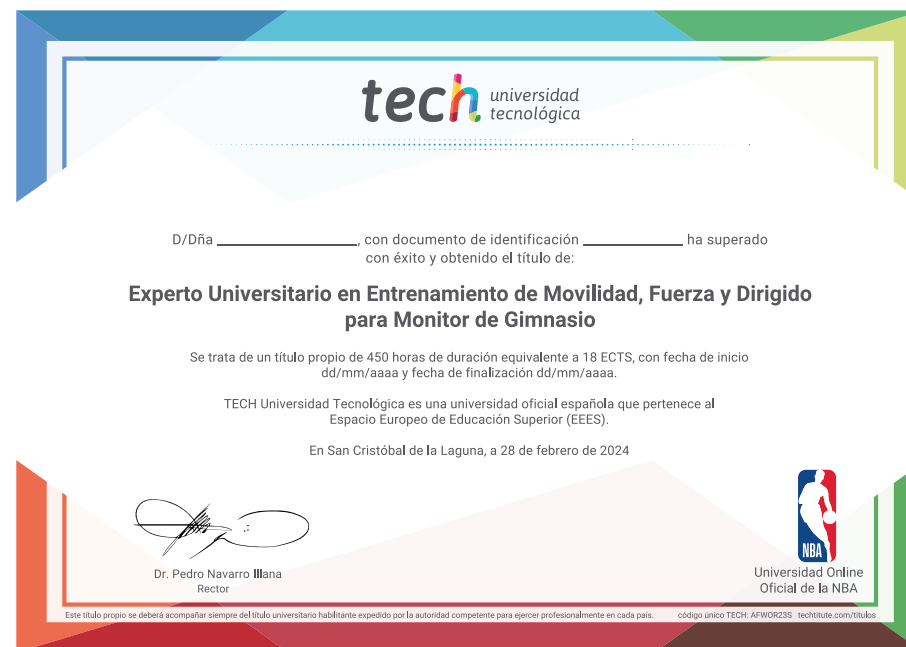 tech universidad
tecnológica
D/Dña ____________________, con documento de identificación ______________ ha superado
con éxito y obtenido el título de:
Experto Universitario en Entrenamiento de Movilidad, Fuerza y Dirigido
para Monitor de Gimnasio
Se trata de un título propio de 450 horas de duración equivalente a 18 ECTS, con fecha de inicio
dd/mm/aaaa y fecha de finalización dd/mm/aaaa.
TECH Universidad Tecnológica es una universidad oficial española que pertenece al
Espacio Europeo de Educación Superior (EEES).
En San Cristóbal de la Laguna, a 28 de febrero de 2024
Dr. Pedro Navarro Illana
Rector
NBA
Universidad Online
Oficial de la NBA
Este título propio se deberá acompañar siempre del título universitario habilitante expedido por la autoridad competente para ejercer profesionalmente en cada país.
código único TECH: AFWOR23S techtitute.com/titulos